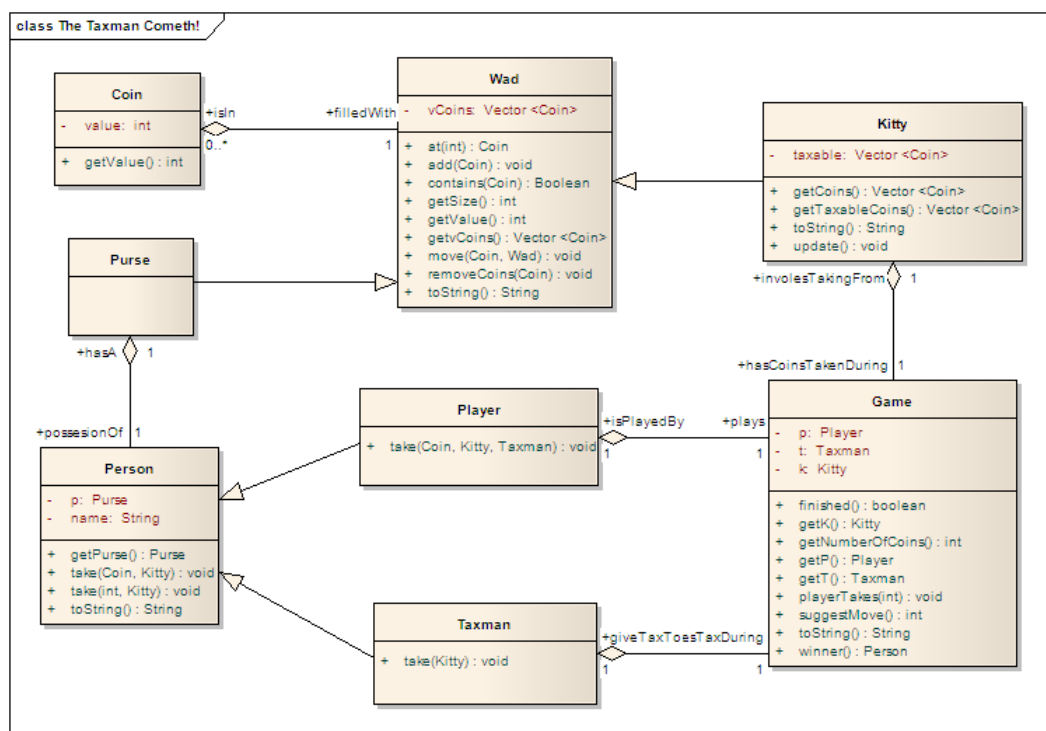 class The Taxman Cometh!
Coin
- value: int
+ getValue() : int
+isIn
0..*
+filledWith
1
Wad
- vCoins: Vector <Coin>
+ at(int) : Coin
+ add(Coin) : void
+ contains(Coin) : Boolean
+ getSize() : int
+ getValue() : int
+ getvCoins() : Vector <Coin>
+ move(Coin, Wad) : void
+ removeCoins(Coin) : void
+ toString() : String
Kitty
- taxable: Vector <Coin>
+ getCoins() : Vector <Coin>
+ getTaxableCoins() : Vector <Coin>
+ toString() : String
+ update() : void
+involesTakingFrom 1
Purse
+hasA 1
+possesionOf 1
Person
- p: Purse
- name: String
+ getPurse() : Purse
+ take(Coin, Kitty) : void
+ take(int, Kitty) : void
+ toString() : String
Player
+ take(Coin, Kitty, Taxman) : void
+isPlayedBy
1
+plays
1
+hasCoinsTakenDuring 1
Game
- p: Player
- t: Taxman
- k: Kitty
+ finished() : boolean
+ getK() : Kitty
+ getNumberOfCoins() : int
+ getP() : Player
+ getT() : Taxman
+ playerTakes(int) : void
+ suggestMove() : int
+ toString() : String
+ winner() : Person
Taxman
+ take(Kitty) : void
+giveTaxToesTaxDuring
1
1